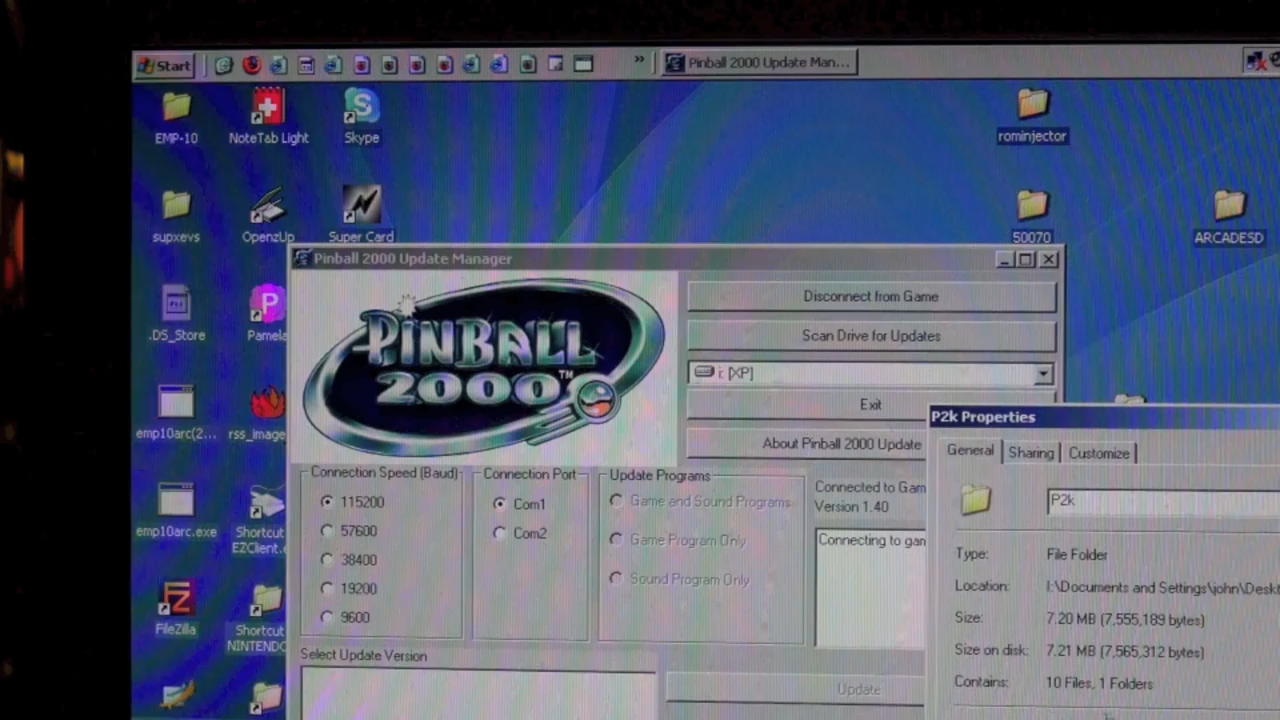 Start
»
Pinball 2000 Update Man...
EMP-10
NoteTab Light
Skype
rominjector
supxevs
OpenzUp
Super Card
50070
ARCADESD
Pinball 2000 Update Manager
.DS_Store
Pamela
PINBALL
2000™
Disconnect from Game
Scan Drive for Updates
i: [XP]
Exit
About Pinball 2000 Update
emp10arc(2...
rss_image
P2k Properties
General
Sharing
Customize
P2k
Connection Speed (Baud)
115200
57600
38400
19200
9600
Connection Port
Com1
Com2
Update Programs
Game and Sound Programs
Game Program Only
Sound Program Only
Connected to Gam
Version 1.40
Connecting to gan
emp10arc.exe
Shortcut
EZClient.e
Type:
File Folder
Location:
I:\Documents and Settings\john\Deskt
Size:
7.20 MB (7,555,189 bytes)
Size on disk:
7.21 MB (7,565,312 bytes)
Contains:
10 Files, 1 Folders
FileZilla
Shortcut
NINTENDO
Select Update Version
Update